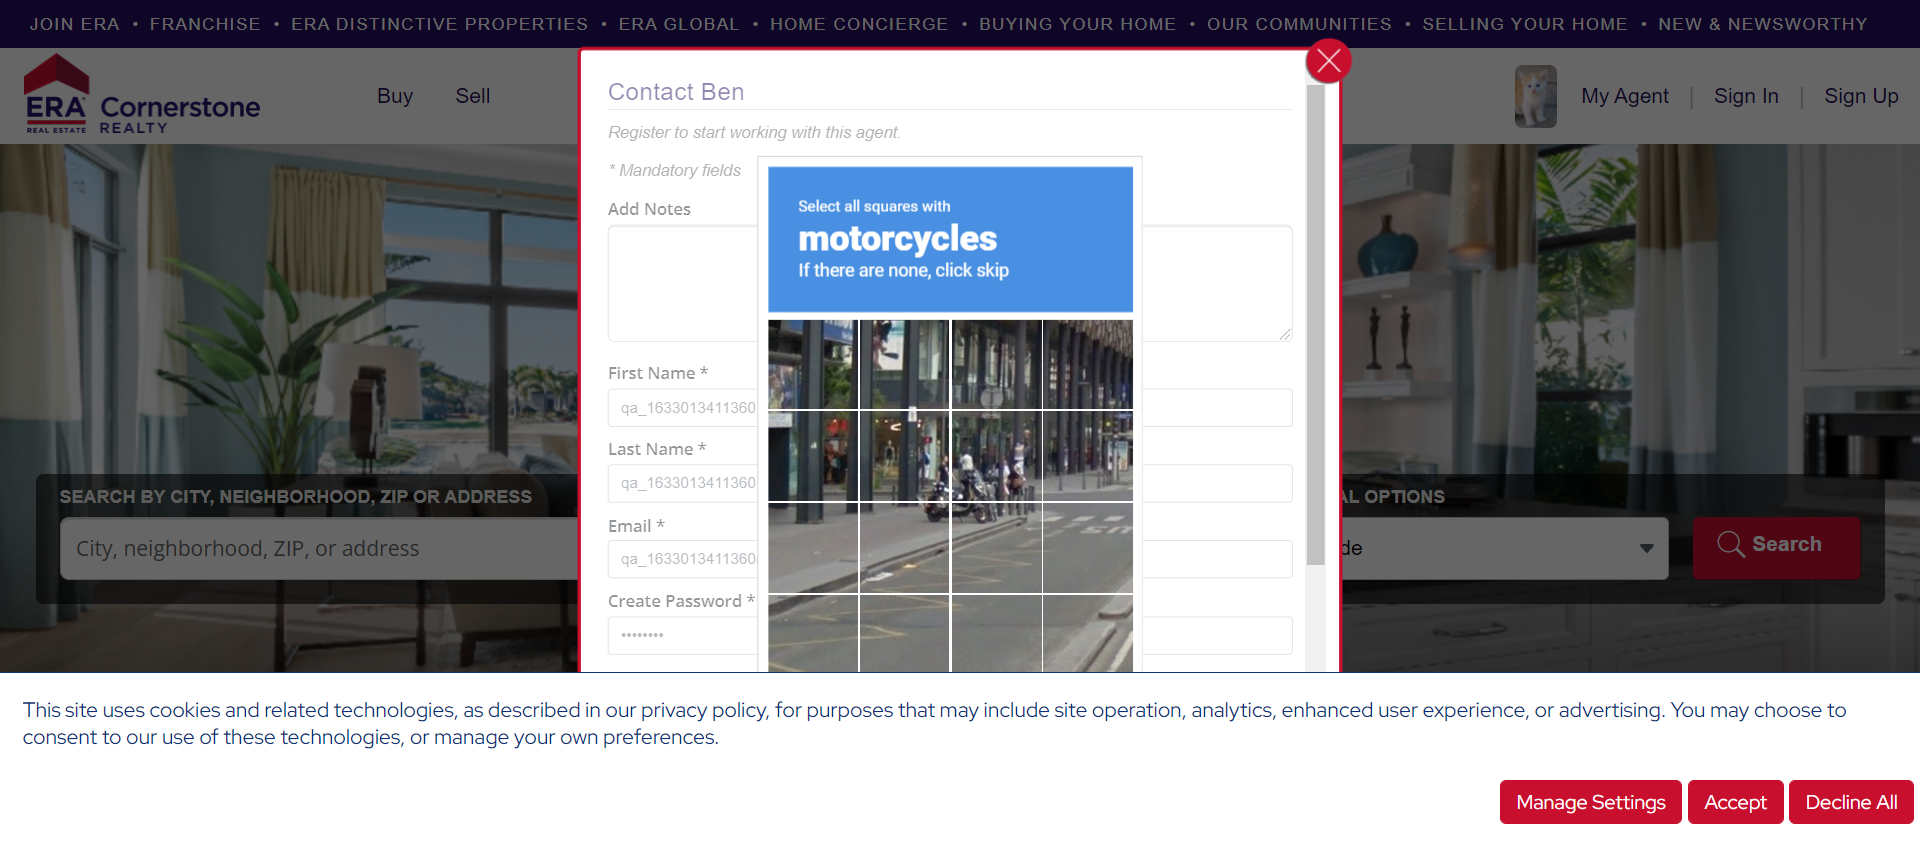 JOIN ERA • FRANCHISE • ERA DISTINCTIVE PROPERTIES • ERA GLOBAL • HOME CONCIERGE • BUYING YOUR HOME • OUR COMMUNITIES • SELLING YOUR HOME • NEW & NEWSWORTHY
ERA
REAL ESTATE
Cornerstone
REALTY
Buy
Sell
My Agent | Sign In | Sign Up
Contact Ben
Register to start working with this agent.
* Mandatory fields
Add Notes
Select all squares with
motorcycles
If there are none, click skip
First Name *
qa_1633013411360
Last Name *
qa_1633013411360
Email *
qa_1633013411360
Create Password *
••••••••
SEARCH BY CITY, NEIGHBORHOOD, ZIP OR ADDRESS
City, neighborhood, ZIP, or address
AL OPTIONS
de
Search
This site uses cookies and related technologies, as described in our privacy policy, for purposes that may include site operation, analytics, enhanced user experience, or advertising. You may choose to
consent to our use of these technologies, or manage your own preferences.
Manage Settings
Accept
Decline All